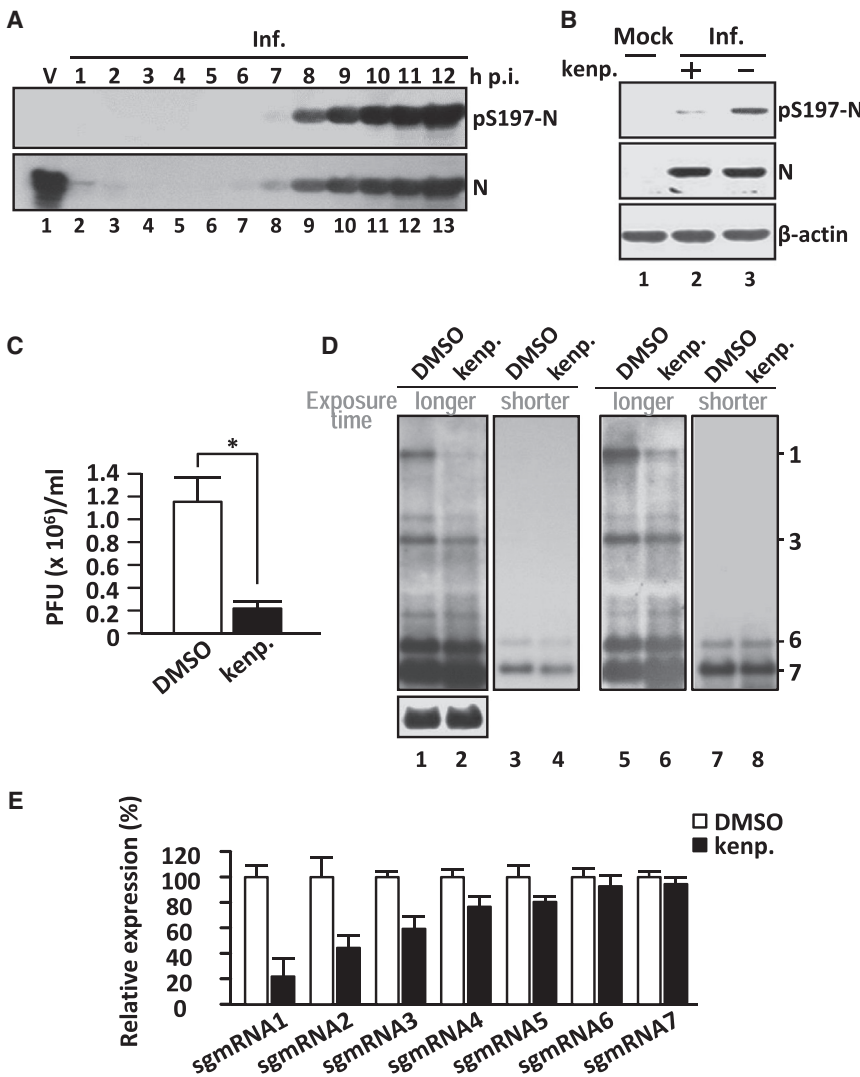 A
Inf.
V 1 2 3 4 5 6 7 8 9 10 11 12 h p.i.
pS197-N
N
1 2 3 4 5 6 7 8 9 10 11 12 13
B
Mock Inf.
kenp. + −
pS197-N
N
β-actin
1 2 3
C
PFU (x 10⁶)/ml
1.4
1.2
1.0
0.8
0.6
0.4
0.2
0
*
DMSO kenp.
D
DMSO kenp. DMSO kenp. DMSO kenp. DMSO kenp.
Exposure time
longer shorter longer shorter
1
3
6
7
1 2 3 4 5 6 7 8
E
Relative expression (%)
120
100
80
60
40
20
0
DMSO
kenp.
sgmRNA1 sgmRNA2 sgmRNA3 sgmRNA4 sgmRNA5 sgmRNA6 sgmRNA7